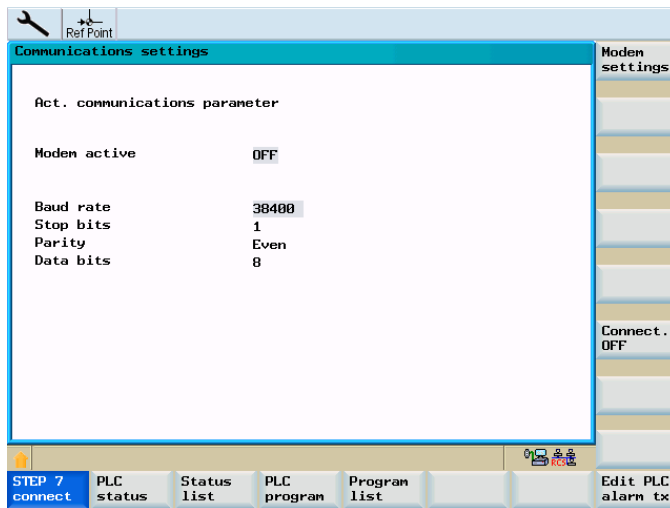 Ref Point
Communications settings
Modem
settings
Act. communications parameter
Modem active OFF
Baud rate 38400
Stop bits 1
Parity Even
Data bits 8
Connect.
OFF
RCS
STEP 7
connect
PLC
status
Status
list
PLC
program
Program
list
Edit PLC
alarm tx